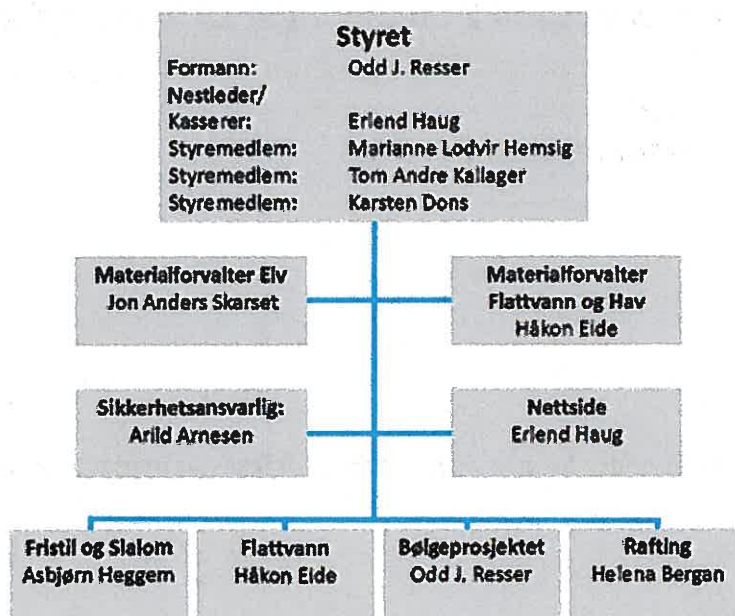 Styret
Formann: Odd J. Resser
Nestleder/
Kasserer: Erlend Haug
Styremedlem: Marianne Lodvir Hemsig
Styremedlem: Tom Andre Kallager
Styremedlem: Karsten Dons
Materialforvalter Elv
Jon Anders Skarset
Materialforvalter
Flattvann og Hav
Håkon Eide
Sikkerhetsansvarlig:
Arild Arnesen
Nettside
Erlend Haug
Fristil og Slalom
Asbjørn Heggem
Flattvann
Håkon Eide
Bølgeprosjektet
Odd J. Resser
Rafting
Helena Bergan